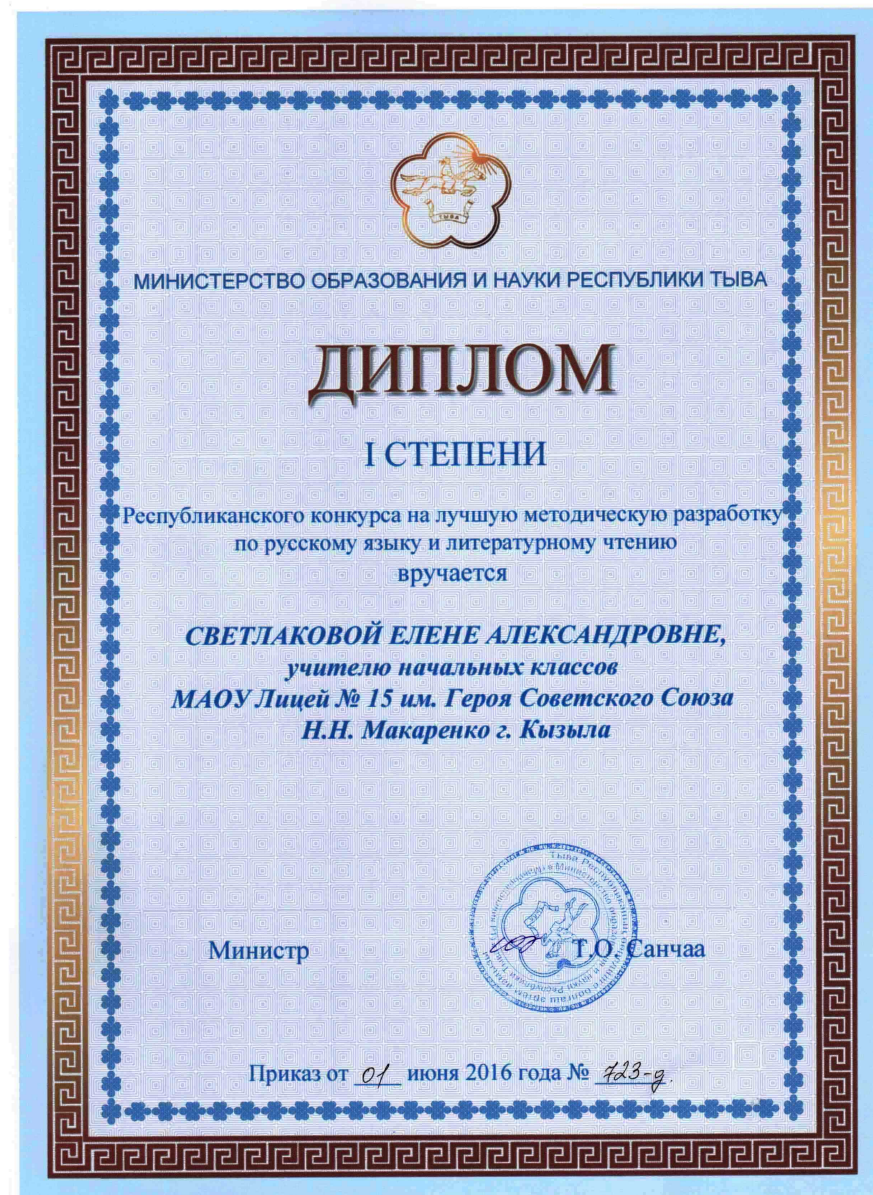 ТЫВА
МИНИСТЕРСТВО ОБРАЗОВАНИЯ И НАУКИ РЕСПУБЛИКИ ТЫВА
ДИПЛОМ
I СТЕПЕНИ
Республиканского конкурса на лучшую методическую разработку
по русскому языку и литературному чтению
вручается
СВЕТЛАКОВОЙ ЕЛЕНЕ АЛЕКСАНДРОВНЕ,
учителю начальных классов
МАОУ Лицей № 15 им. Героя Советского Союза
Н.Н. Макаренко г. Кызыла
Министр Т.О. Санчаа
Приказ от 01 июня 2016 года № 723-д.